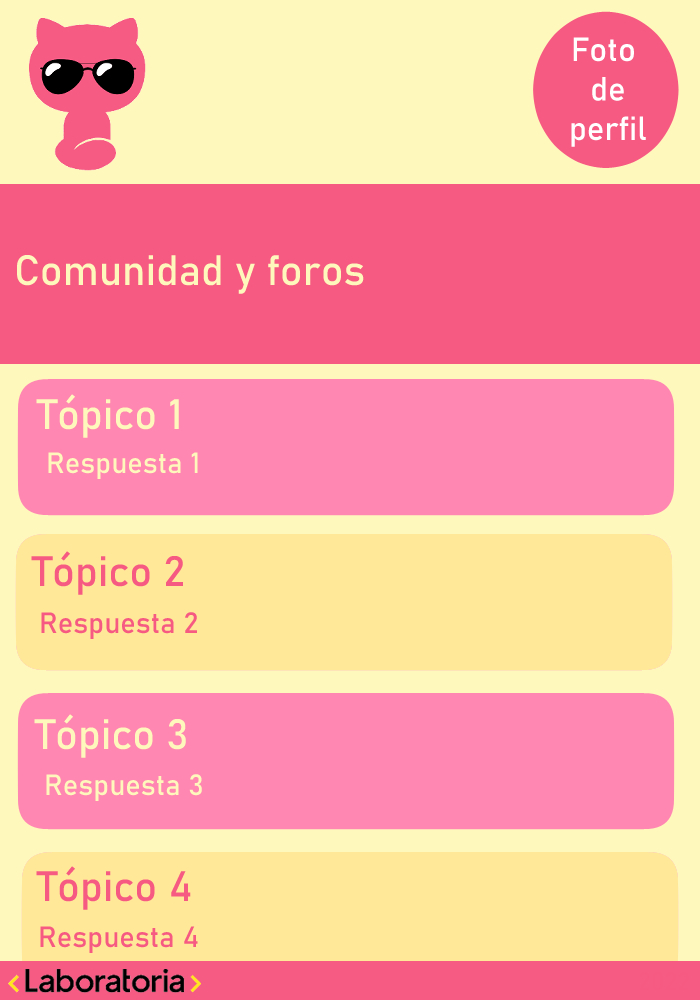 Foto
de
perfil
Comunidad y foros
Tópico 1
Respuesta 1
Tópico 2
Respuesta 2
Tópico 3
Respuesta 3
Tópico 4
Respuesta 4
<Laboratoria>